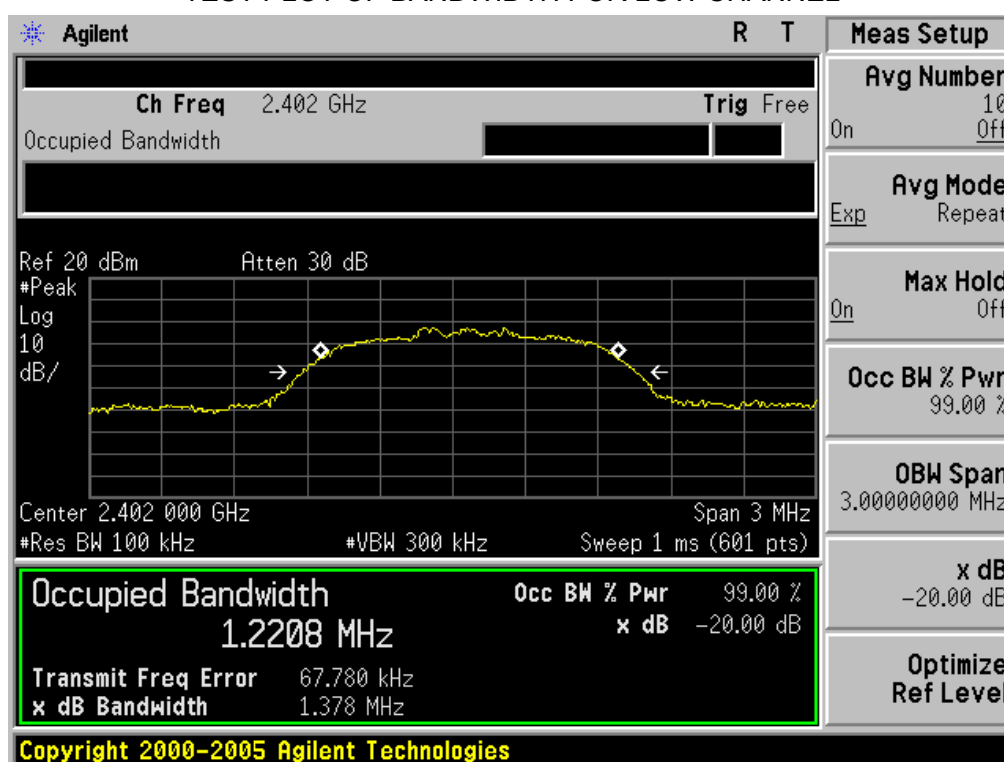 Agilent R T
Meas Setup
Ch Freq 2.402 GHz Trig Free
Occupied Bandwidth
Avg Number
10
On Off
Avg Mode
Exp Repeat
Max Hold
On Off
Occ BW % Pwr
99.00 %
OBW Span
3.00000000 MHz
x dB
-20.00 dB
Optimize
Ref Level
Ref 20 dBm Atten 30 dB
#Peak
Log
10
dB/
Center 2.402 000 GHz Span 3 MHz
#Res BW 100 kHz #VBW 300 kHz Sweep 1 ms (601 pts)
Occupied Bandwidth Occ BW % Pwr 99.00 %
1.2208 MHz x dB -20.00 dB
Transmit Freq Error 67.780 kHz
x dB Bandwidth 1.378 MHz
Copyright 2000-2005 Agilent Technologies